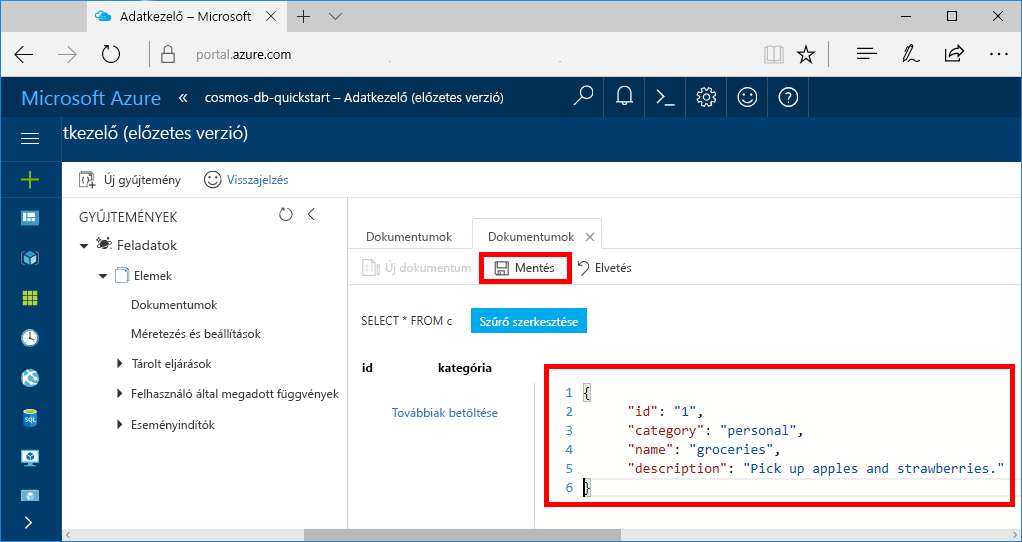 Adatkezelő – Microsoft
portal.azure.com
Microsoft Azure « cosmos-db-quickstart – Adatkezelő (előzetes verzió)
tkezelő (előzetes verzió)
Új gyűjtemény Visszajelzés
GYŰJTEMÉNYEK
Feladatok
Elemek
Dokumentumok
Méretezés és beállítások
Tárolt eljárások
Felhasználó által megadott függvények
Eseményindítók
SQL
Dokumentumok Dokumentumok
Új dokumentum Mentés Elvetés
SELECT * FROM c Szűrő szerkesztése
id kategória
Továbbiak betöltése
1 {
2 "id": "1",
3 "category": "personal",
4 "name": "groceries",
5 "description": "Pick up apples and strawberries."
6 }